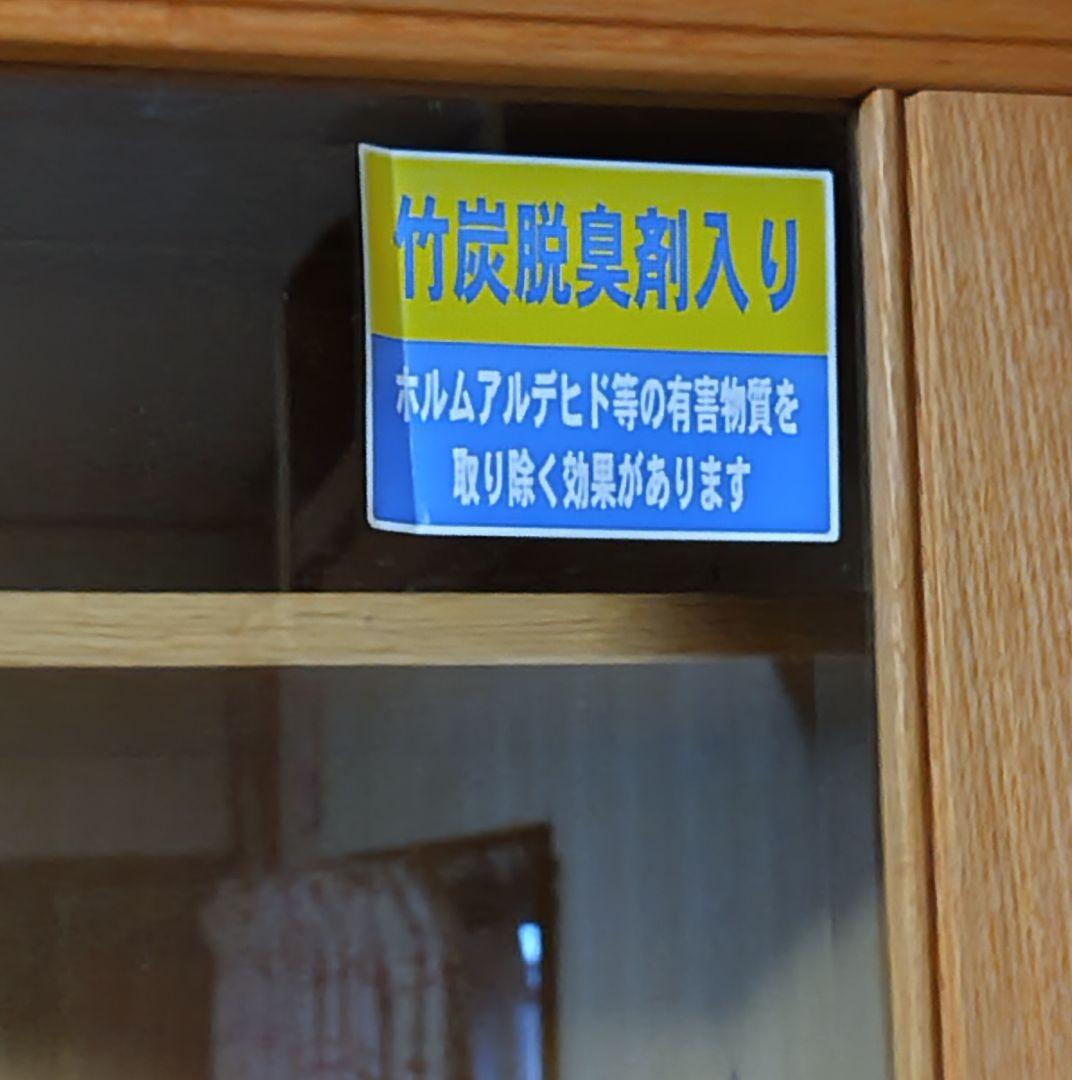 竹炭脱臭剤入り
ホルムアルデヒド等の有害物質を
取り除く効果があります